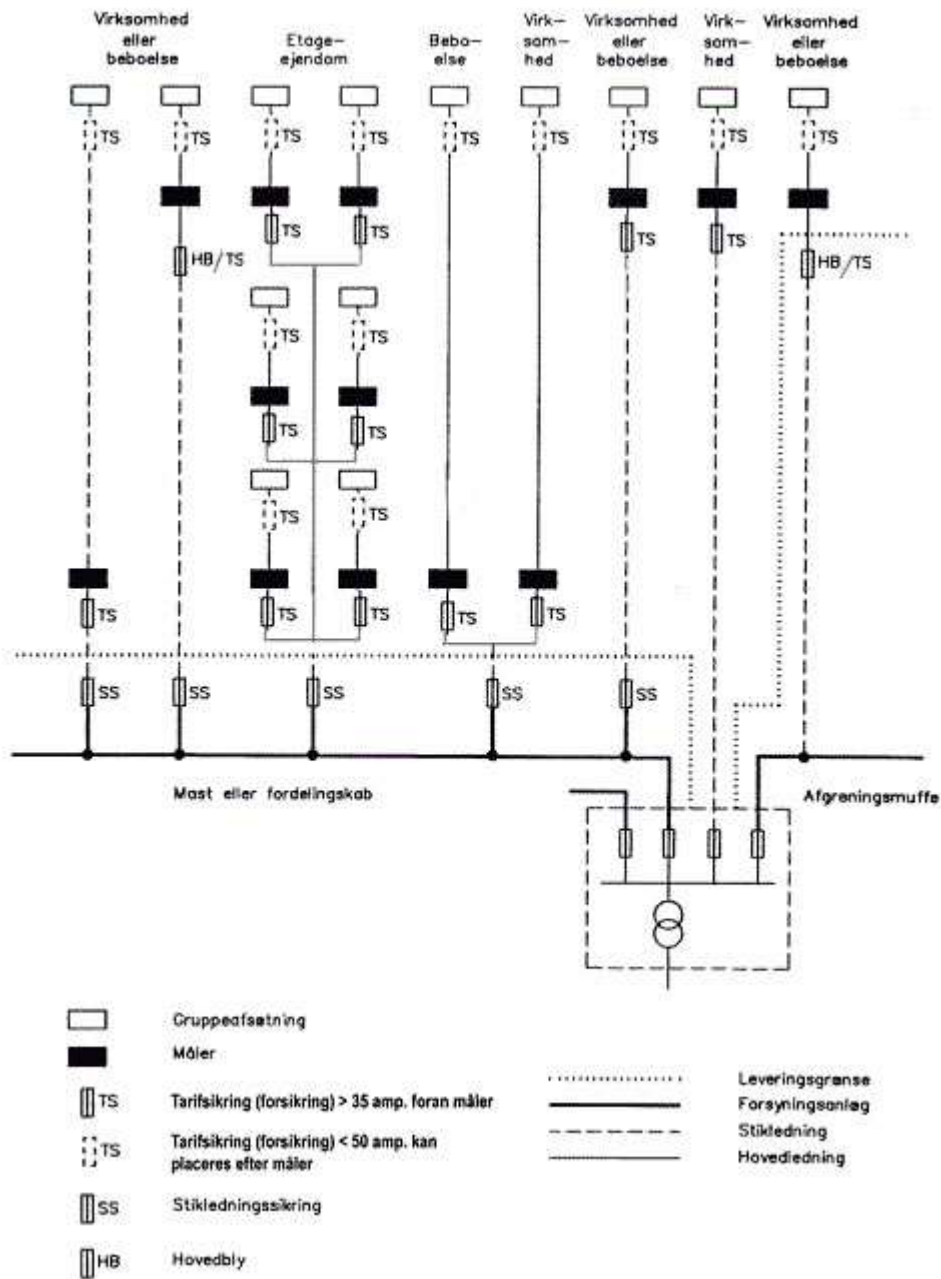 Virksomhed
eller
beboelse
Etage-
ejendom
Bebo-
else
Virk-
som-
hed
Virksomhed
eller
beboelse
Virk-
som-
hed
Virksomhed
eller
beboelse
TS
TS
TS
TS
TS
TS
TS
TS
TS
TS
TS
TS
TS
HB/TS
HB/TS
TS
TS
TS
TS
TS
TS
TS
TS
TS
TS
TS
SS
SS
SS
SS
SS
Mast eller fordelingskab
Afgreningsmuffe
Gruppeafsætning
Måler
TS Tarifsikring (forsikring) > 35 amp. foran måler
TS Tarifsikring (forsikring) < 50 amp. kan
placeres efter måler
SS Stikledningssikring
HB Hovedbly
Leveringsgrænse
Forsyningsanlæg
Stikledning
Hovedledning